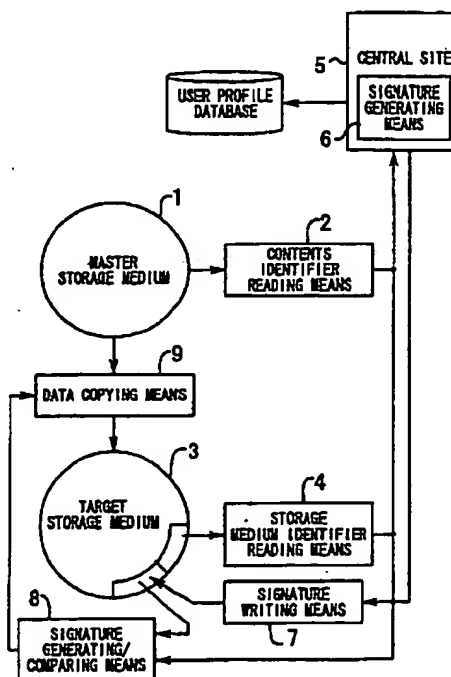 5
CENTRAL SITE
SIGNATURE
GENERATING
MEANS
6
USER PROFILE
DATABASE
1
MASTER
STORAGE MEDIUM
2
CONTENTS
IDENTIFIER
READING MEANS
9
DATA COPYING MEANS
3
TARGET
STORAGE MEDIUM
4
STORAGE
MEDIUM IDENTIFIER
READING MEANS
SIGNATURE
WRITING MEANS
7
8
SIGNATURE
GENERATING/
COMPARING MEANS